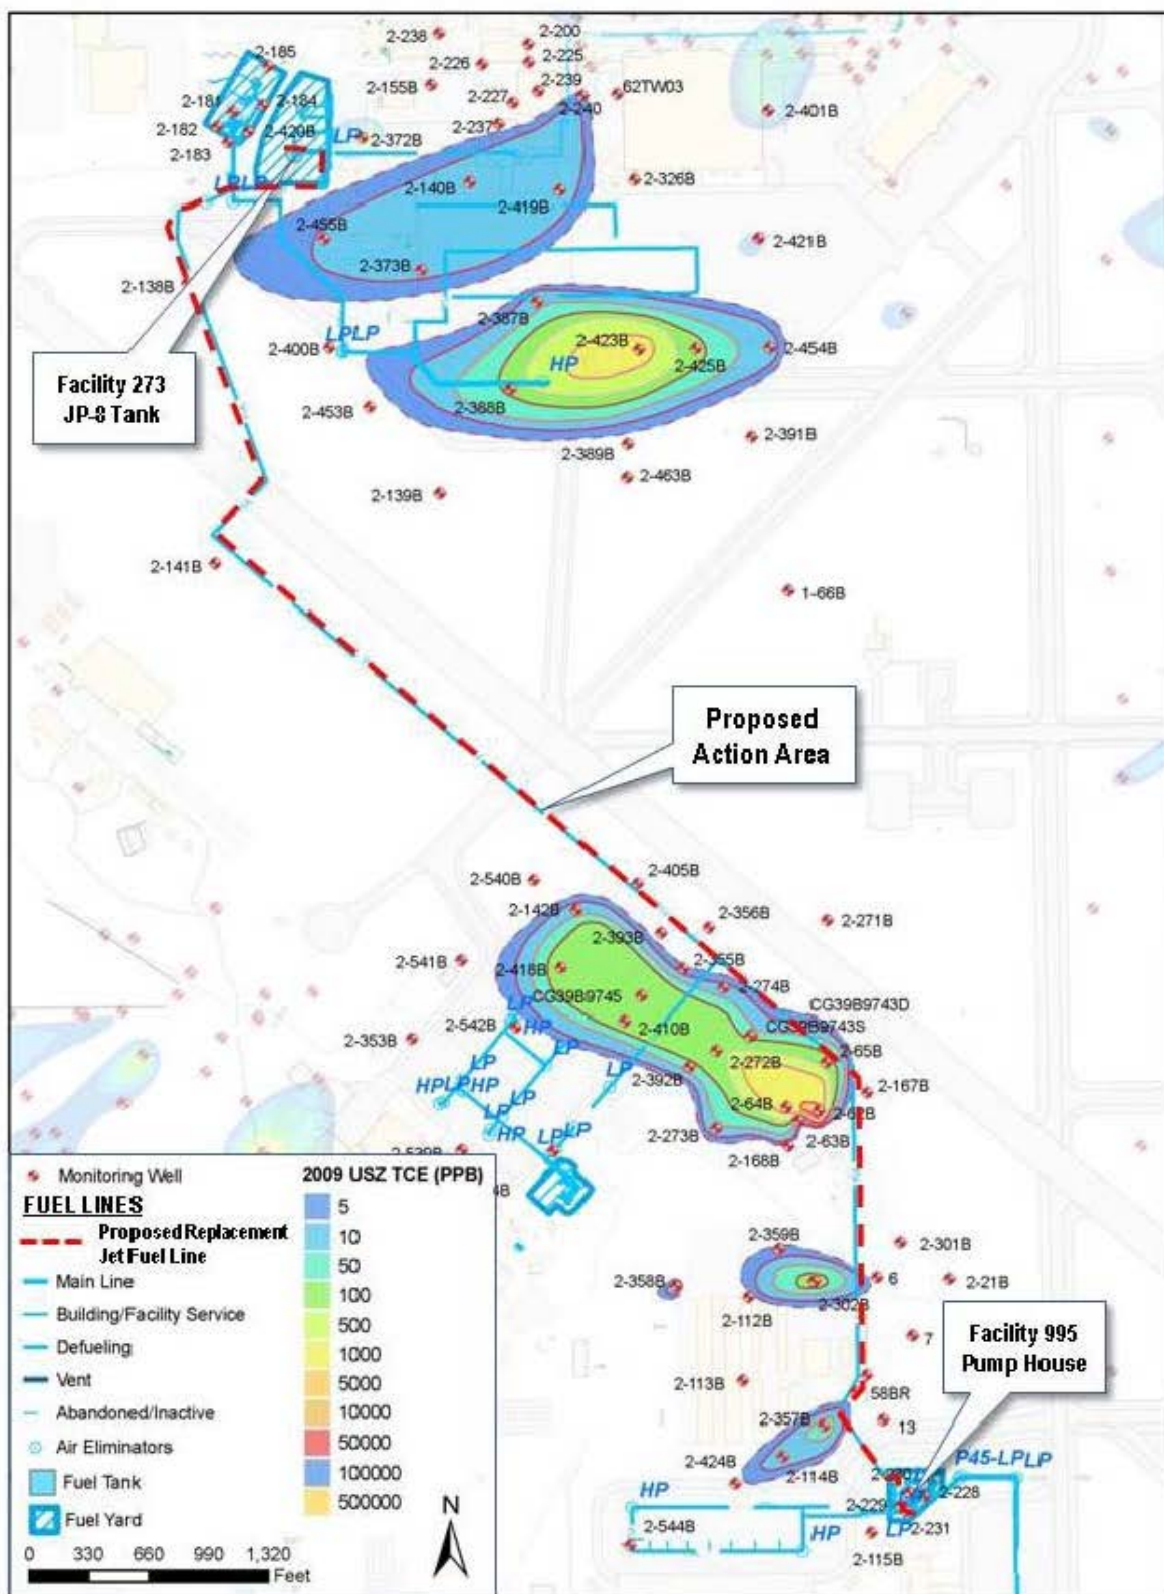 2-238
2-200
2-185
2-226
2-225
2-155B
2-239
62TW03
2-181
2-184
2-227
2-240
2-401B
2-182
2-420B
LP
2-372B
2-237
2-183
LPLP
2-140B
2-326B
2-419B
2-455B
2-421B
2-373B
2-138B
2-387B
LPLP
2-400B
2-423B
2-454B
HP
2-425B
Facility 273
JP-8 Tank
2-388B
2-453B
2-391B
2-389B
2-463B
2-139B
2-141B
1-66B
Proposed
Action Area
2-405B
2-540B
2-142B
2-356B
2-271B
2-393B
2-541B
2-418B
2-355B
2-274B
CG39B9745
CG39B9743D
LP
2-542B
HP
2-410B
CG39B9743S
2-353B
LP
2-272B
2-65B
HPLPHP
LP
2-392B
2-167B
LP
2-64B
2-62B
LP
HP
LP
LP
2-273B
2-63B
2-168B
2-539B
Monitoring Well
FUEL LINES
Proposed Replacement
Jet Fuel Line
Main Line
Building/Facility Service
Defueling
Vent
Abandoned/Inactive
Air Eliminators
Fuel Tank
Fuel Yard
0 330 660 990 1,320
Feet
2009 USZ TCE (PPB)
5
10
50
100
500
1000
5000
10000
50000
100000
500000
N
2-359B
2-301B
2-358B
6
2-21B
2-302B
2-112B
7
Facility 995
Pump House
2-113B
58BR
2-357B
13
2-424B
2-114B
P45-LPLP
HP
2-229
2-228
2-544B
HP
LP
2-231
2-115B